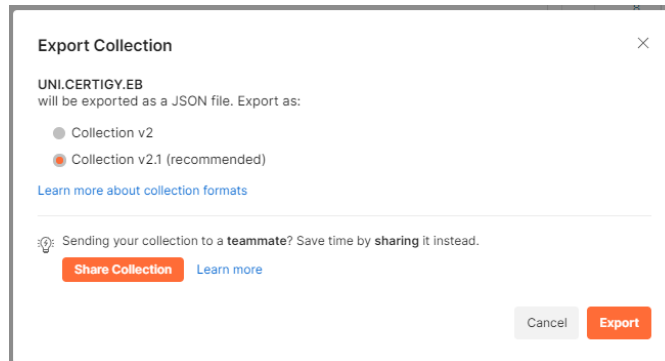 Export Collection
UNI.CERTIGY.EB
will be exported as a JSON file. Export as:
Collection v2
Collection v2.1 (recommended)
Learn more about collection formats
Sending your collection to a teammate? Save time by sharing it instead.
Share Collection Learn more
Cancel Export